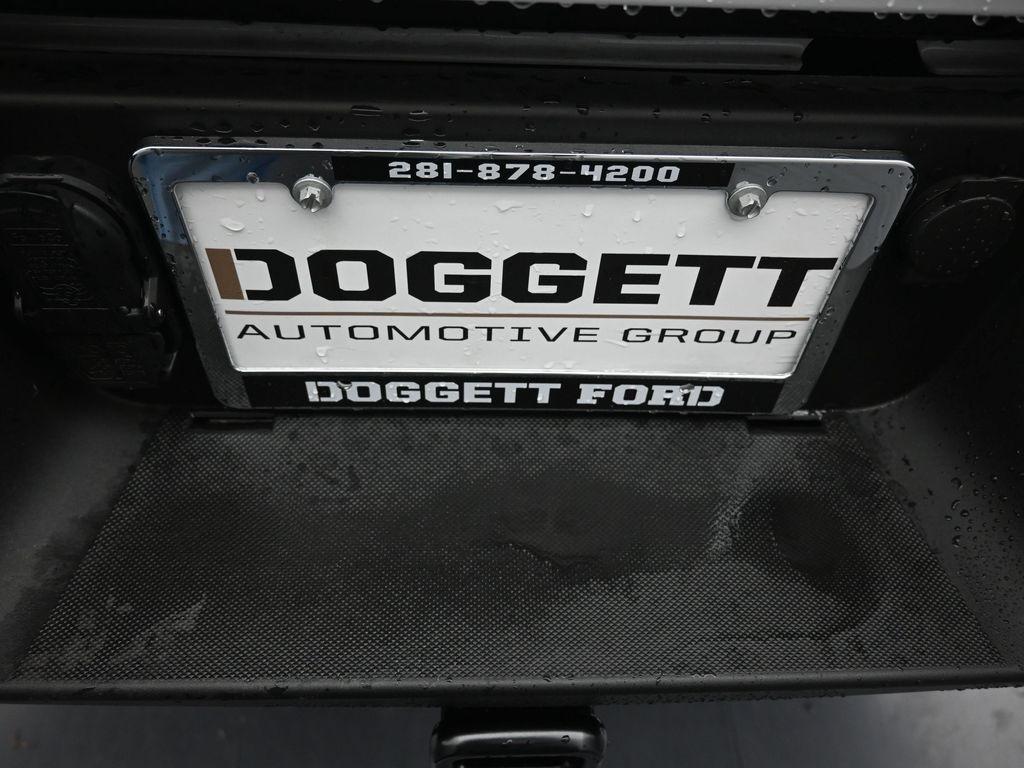 281-878-4200
DOGGETT
AUTOMOTIVE GROUP
DOGGETT FORD